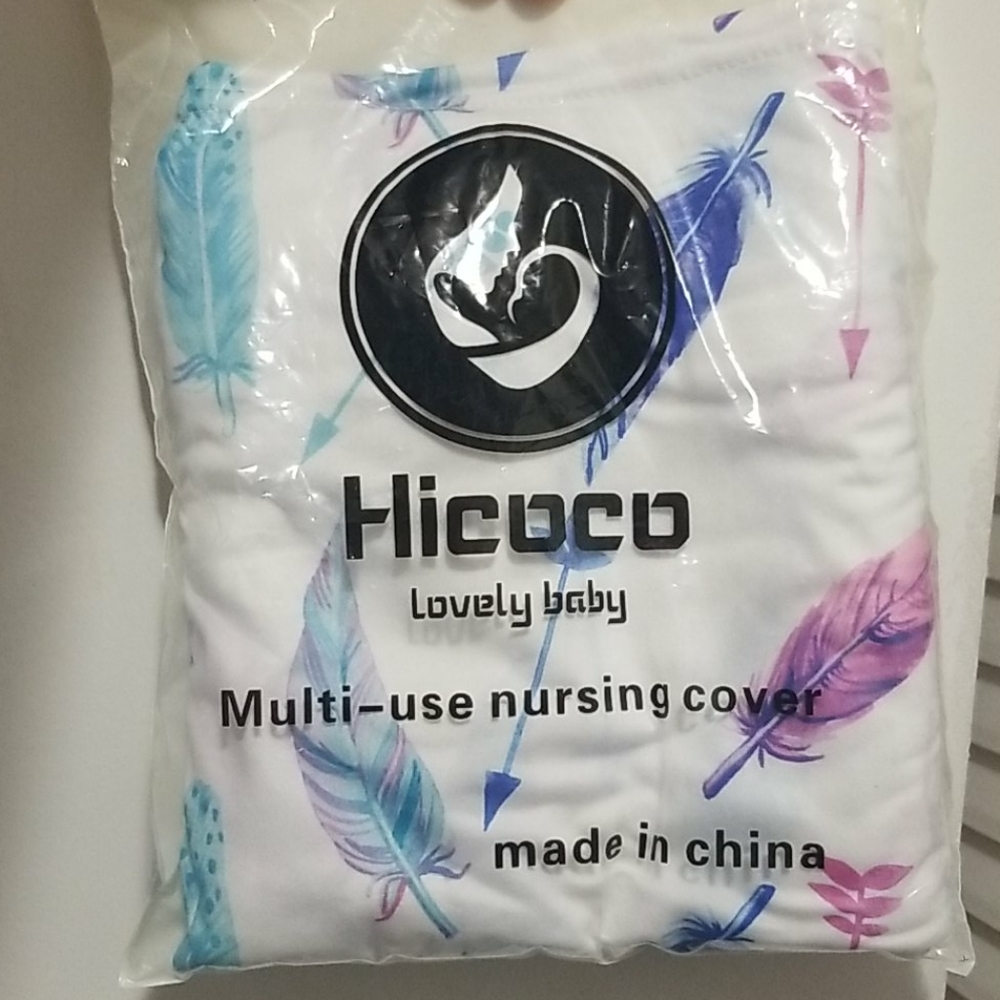 Hicoco
Lovely baby
Multi-use nursing cover
made in china